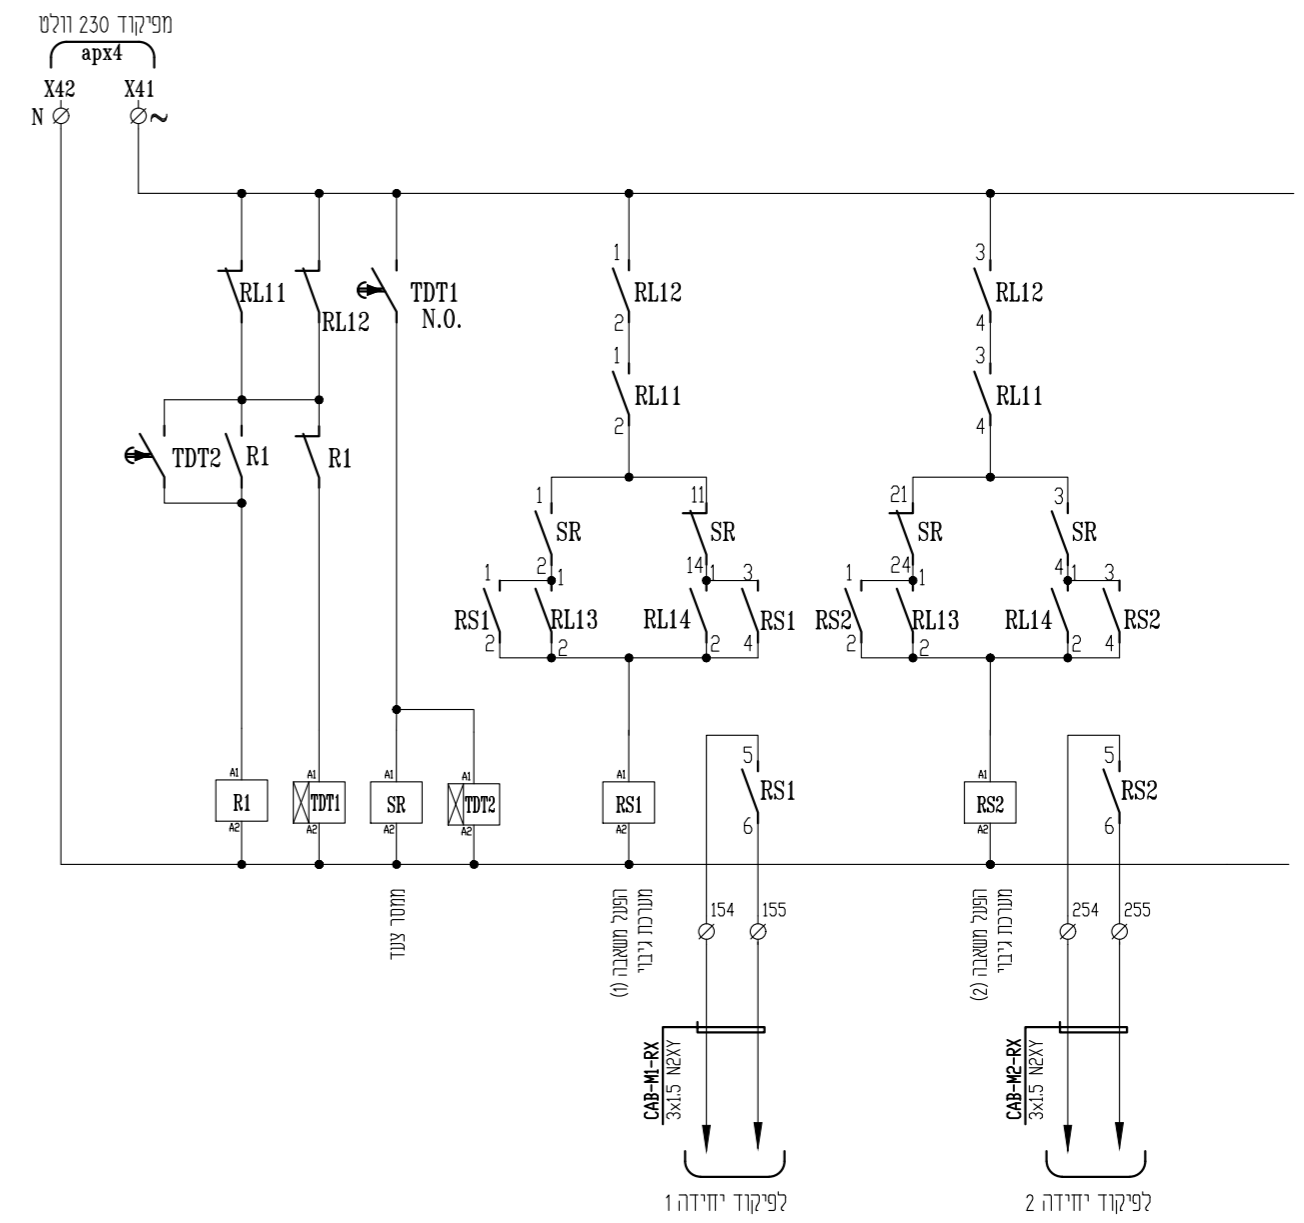 מפיקוד 230 וולט
apx4
X42 X41
N ~
1 3
RL11 RL12 TDT1 RL12 RL12
N.O.
2 4
1 3
RL11 RL11
2 4
TDT2 R1 R1
1 11 21 3
SR SR SR SR
2 14 24 4
1 1 1 3 1 1 1 3
RS1 RL13 RL14 RS1 RS2 RL13 RL14 RS2
2 2 2 4 2 2 2 4
5 5
A1 A1 A1 A1 A1 A1
R1 TDT1 SR TDT2 RS1 RS1 RS2 RS2
A2 A2 A2 A2 A2 A2
6 6
ממסר צעד
הפעל משאבה (1)
מערכת גיבוי
154 155
הפעל משאבה (2)
מערכת גיבוי
254 255
CAB-M1-RX
3x1.5 N2XY
CAB-M2-RX
3x1.5 N2XY
לפיקוד יחידה 1
לפיקוד יחידה 2